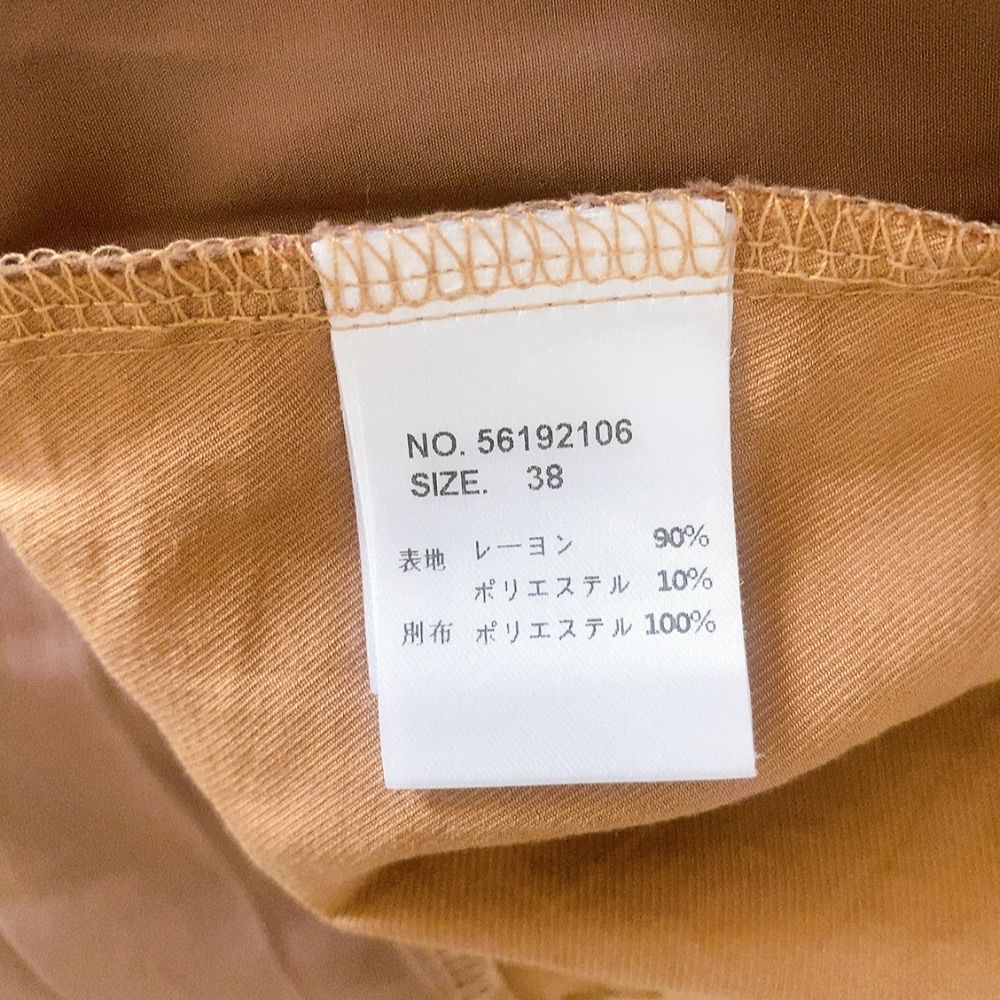 NO. 56192106
SIZE. 38
表地 レーヨン 90%
ポリエステル 10%
別布 ポリエステル 100%